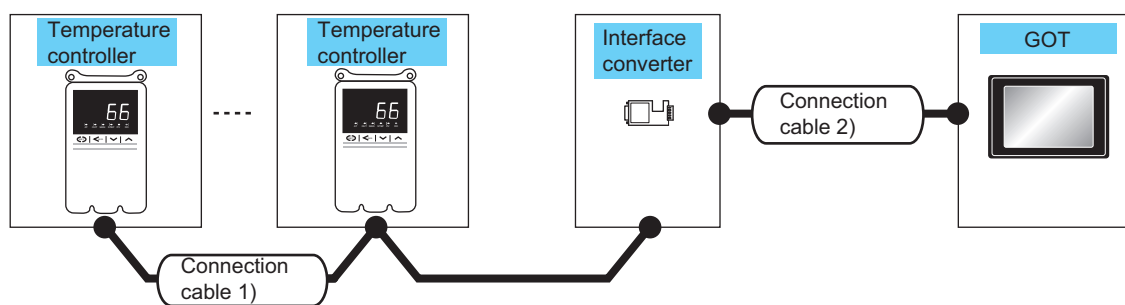 Temperature
controller
Temperature
controller
Interface
converter
GOT
66
66
Connection
cable 2)
Connection
cable 1)